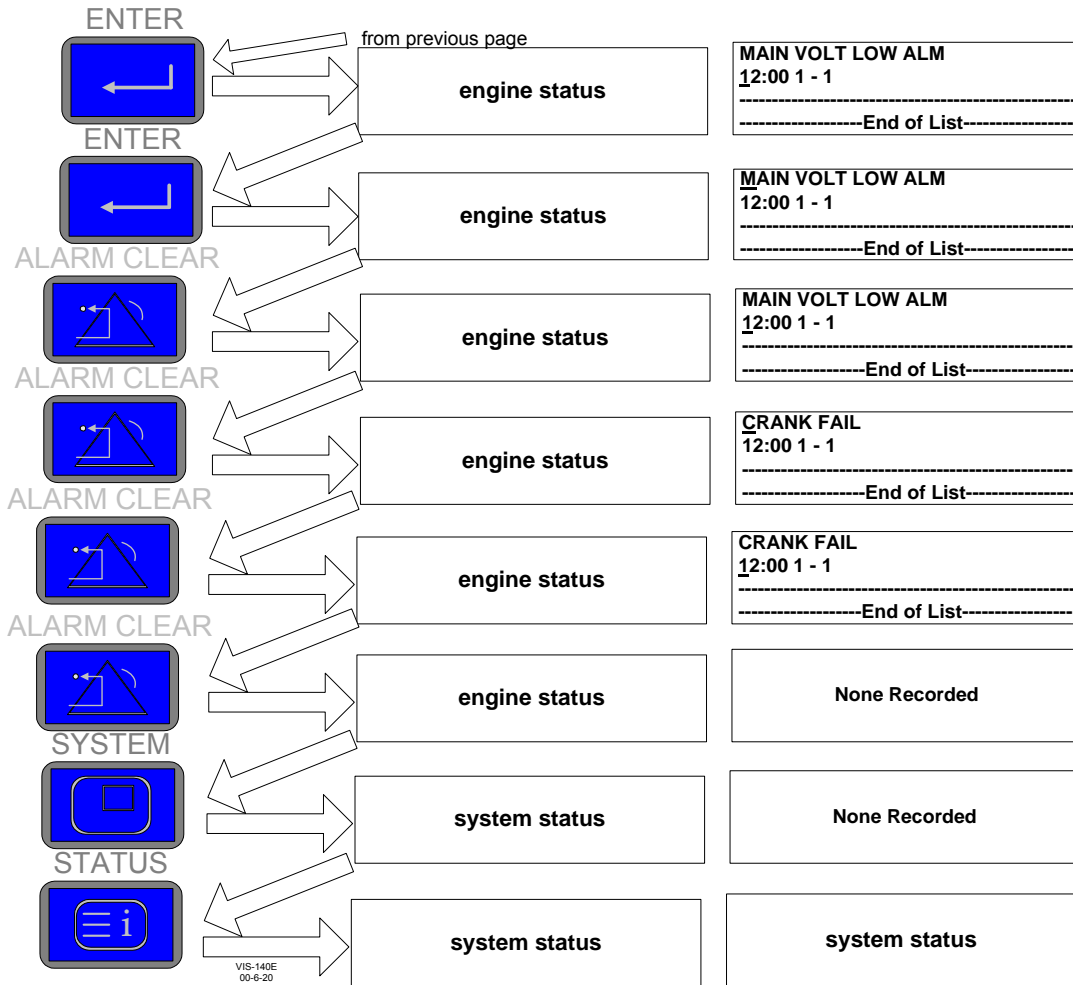 ENTER
from previous page
engine status
MAIN VOLT LOW ALM
12:00 1 - 1
----------------------------------------------------
-------------------End of List-----------------
ENTER
engine status
MAIN VOLT LOW ALM
12:00 1 - 1
----------------------------------------------------
-------------------End of List-----------------
ALARM CLEAR
engine status
MAIN VOLT LOW ALM
12:00 1 - 1
----------------------------------------------------
-------------------End of List-----------------
ALARM CLEAR
engine status
CRANK FAIL
12:00 1 - 1
----------------------------------------------------
-------------------End of List-----------------
ALARM CLEAR
engine status
CRANK FAIL
12:00 1 - 1
----------------------------------------------------
-------------------End of List-----------------
ALARM CLEAR
engine status
None Recorded
SYSTEM
system status
None Recorded
STATUS
i
system status
system status
VIS-140E
00-6-20